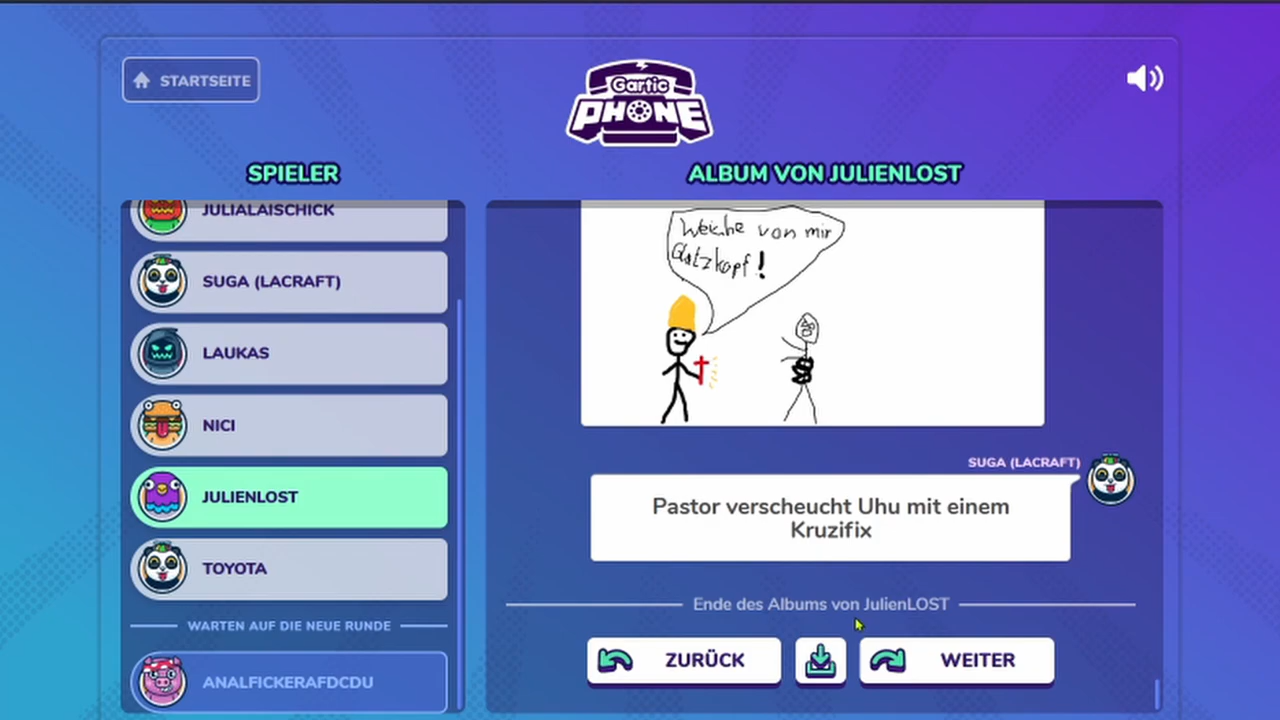 STARTSEITE
Gartic
PHONE
SPIELER
ALBUM VON JULIENLOST
JULIALAISCHICK
SUGA (LACRAFT)
LAUKAS
NICI
JULIENLOST
TOYOTA
WARTEN AUF DIE NEUE RUNDE
ANALFICKERAFDCDU
Weiche von mir
Glatzkopf!
SUGA (LACRAFT)
Pastor verscheucht Uhu mit einem
Kruzifix
Ende des Albums von JulienLOST
ZURÜCK
WEITER